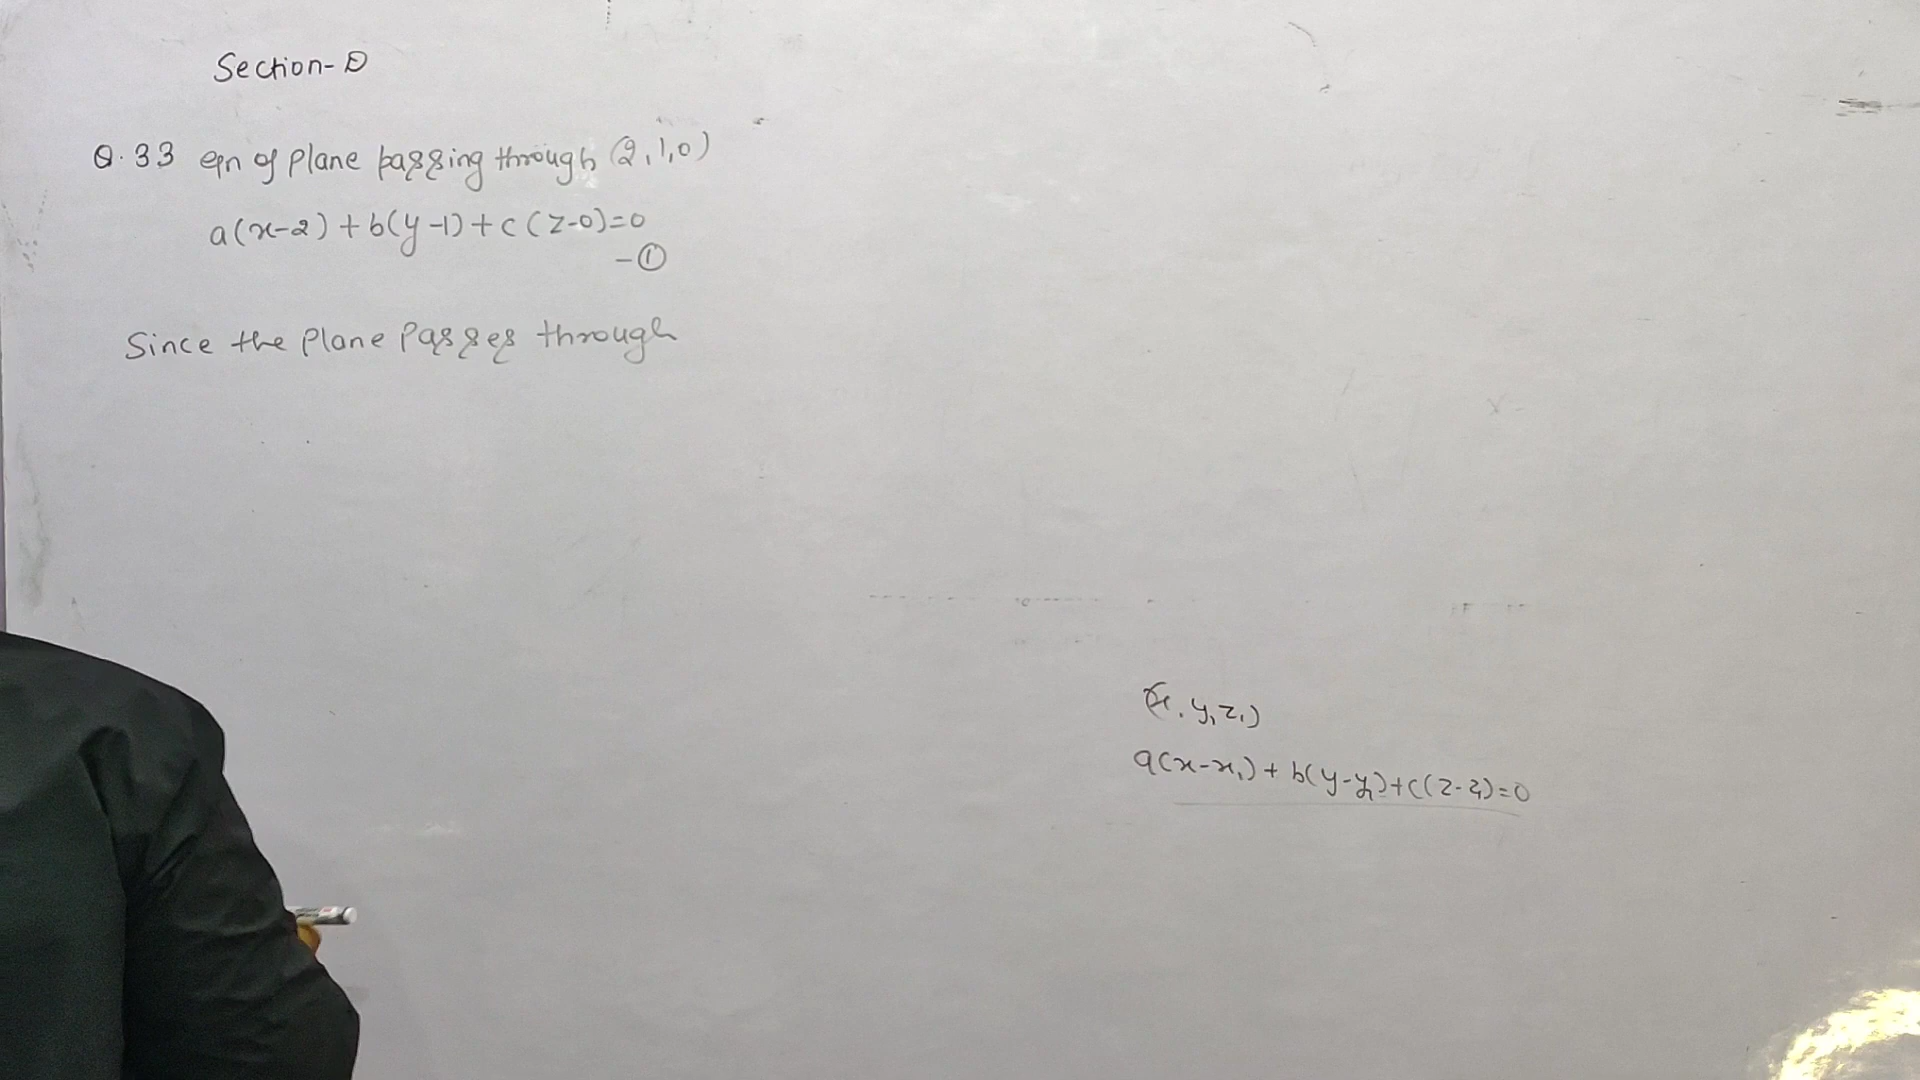 Section-D
Q.33 eqn of plane passing through (2,1,0)
a(x-2)+b(y-1)+c(z-0)=0
-①
Since the plane passes through
(x₁, y₁ z₁)
a(x-x₁)+b(y-y₁)+c(z-z₁)=0